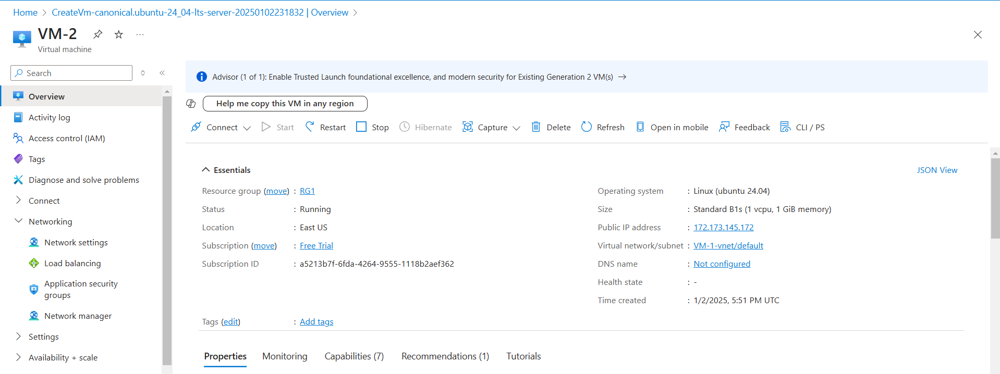 Home > CreateVm-canonical.ubuntu-24_04-lts-server-20250102231832 | Overview >
VM-2
Virtual machine
Search
Overview
Activity log
Access control (IAM)
Tags
Diagnose and solve problems
Connect
Networking
Network settings
Load balancing
Application security
groups
Network manager
Settings
Availability + scale
Advisor (1 of 1): Enable Trusted Launch foundational excellence, and modern security for Existing Generation 2 VM(s) →
Help me copy this VM in any region
Connect Start Restart Stop Hibernate Capture Delete Refresh Open in mobile Feedback CLI / PS
Essentials JSON View
Resource group (move) : RG1
Status : Running
Location : East US
Subscription (move) : Free Trial
Subscription ID : a5213b7f-6fda-4264-9555-1118b2aef362
Operating system : Linux (ubuntu 24.04)
Size : Standard B1s (1 vcpu, 1 GiB memory)
Public IP address : 172.173.145.172
Virtual network/subnet : VM-1-vnet/default
DNS name : Not configured
Health state : -
Time created : 1/2/2025, 5:51 PM UTC
Tags (edit) : Add tags
Properties Monitoring Capabilities (7) Recommendations (1) Tutorials